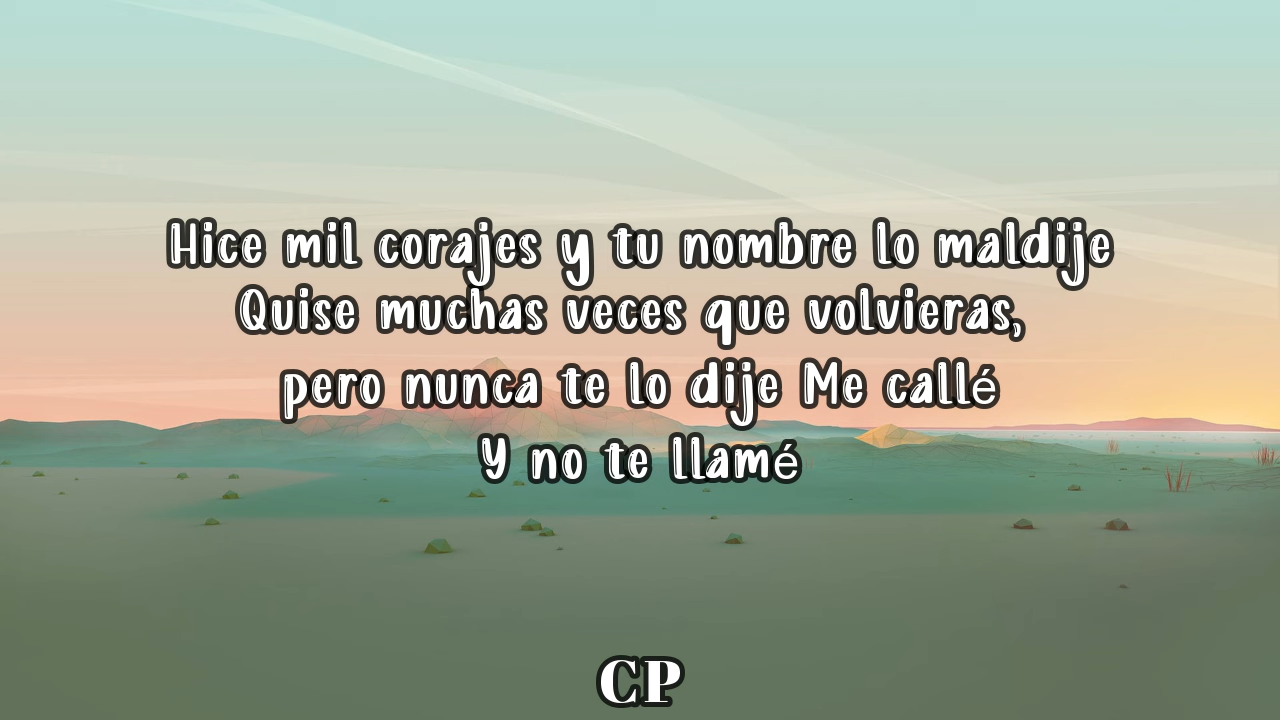 Hice mil corajes y tu nombre lo maldije
Quise muchas veces que volvieras,
pero nunca te lo dije Me callé
Y no te llamé
CP